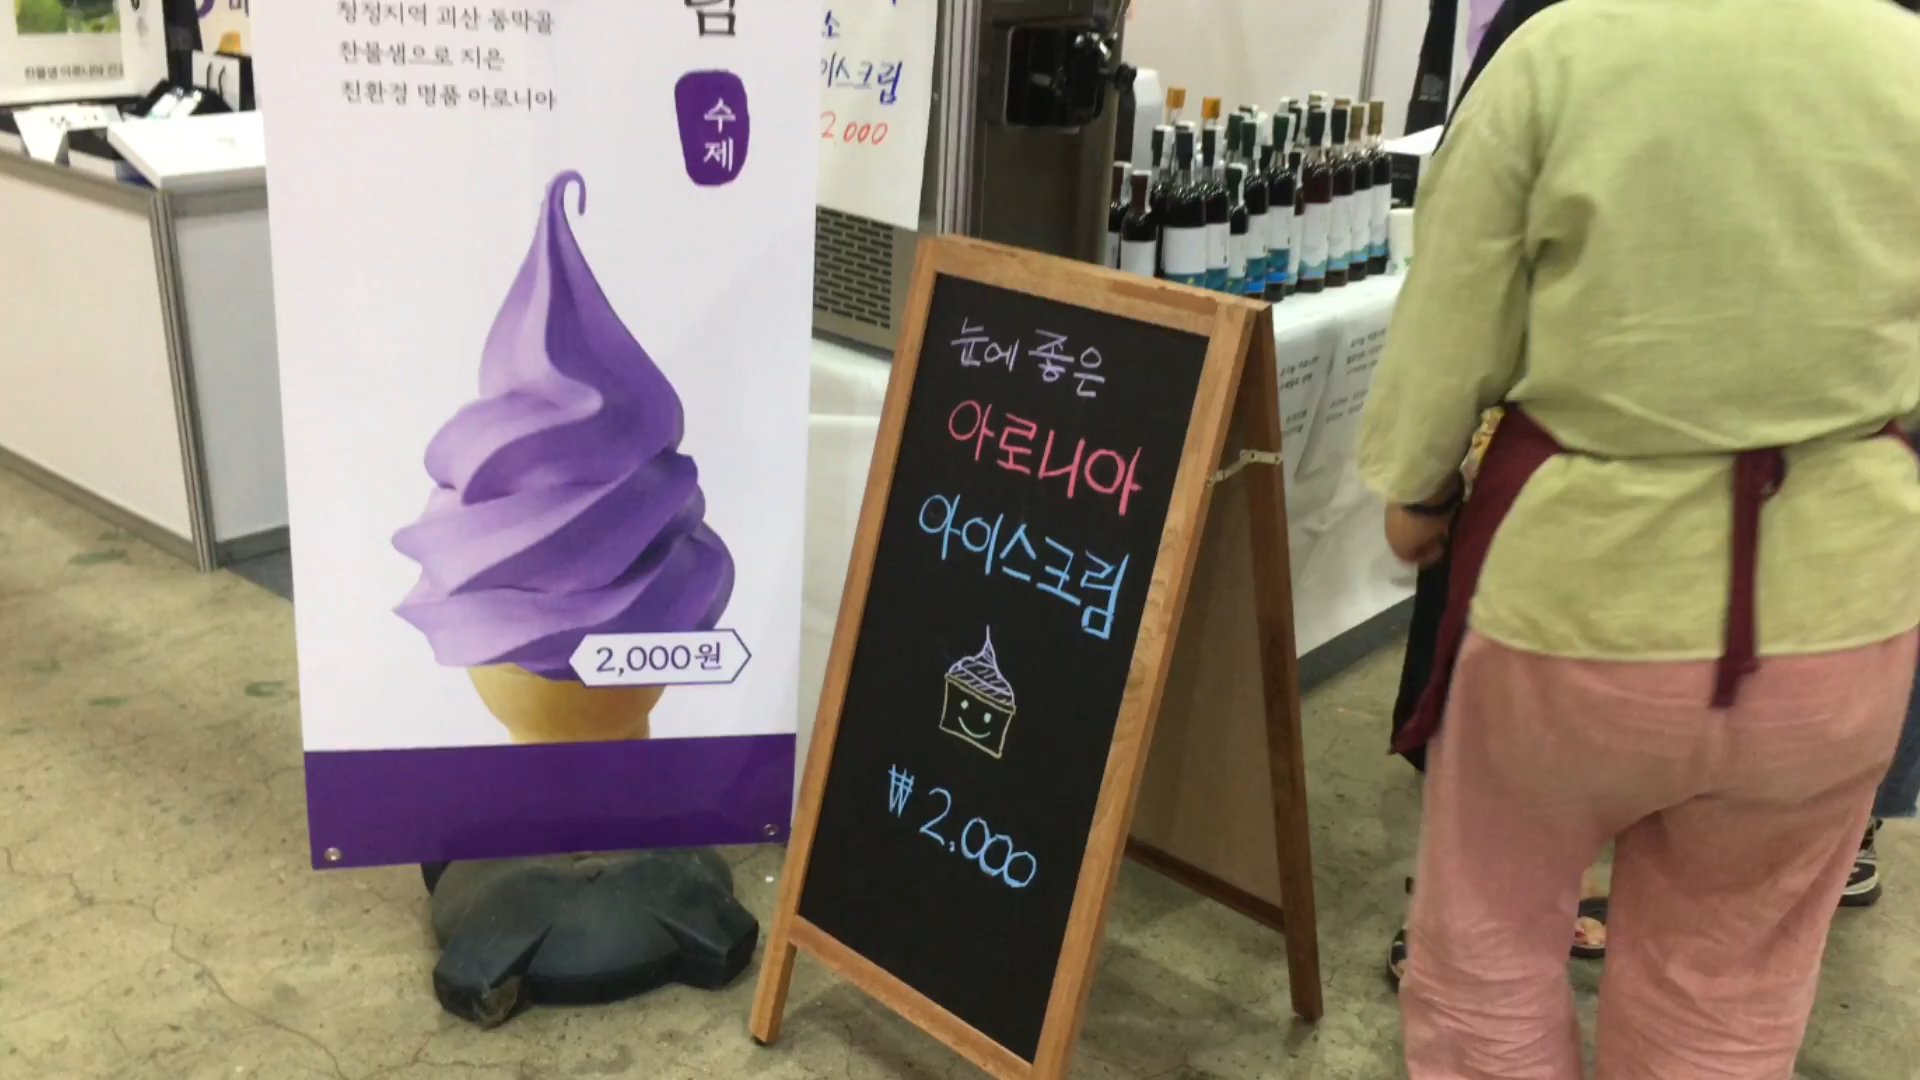 청정지역 괴산 동막골
찬물샘으로 지은
친환경 명품 아로니아
림
수제
2,000원
이스크림
2,000
눈에 좋은
아로니아
아이스크림
₩ 2.000